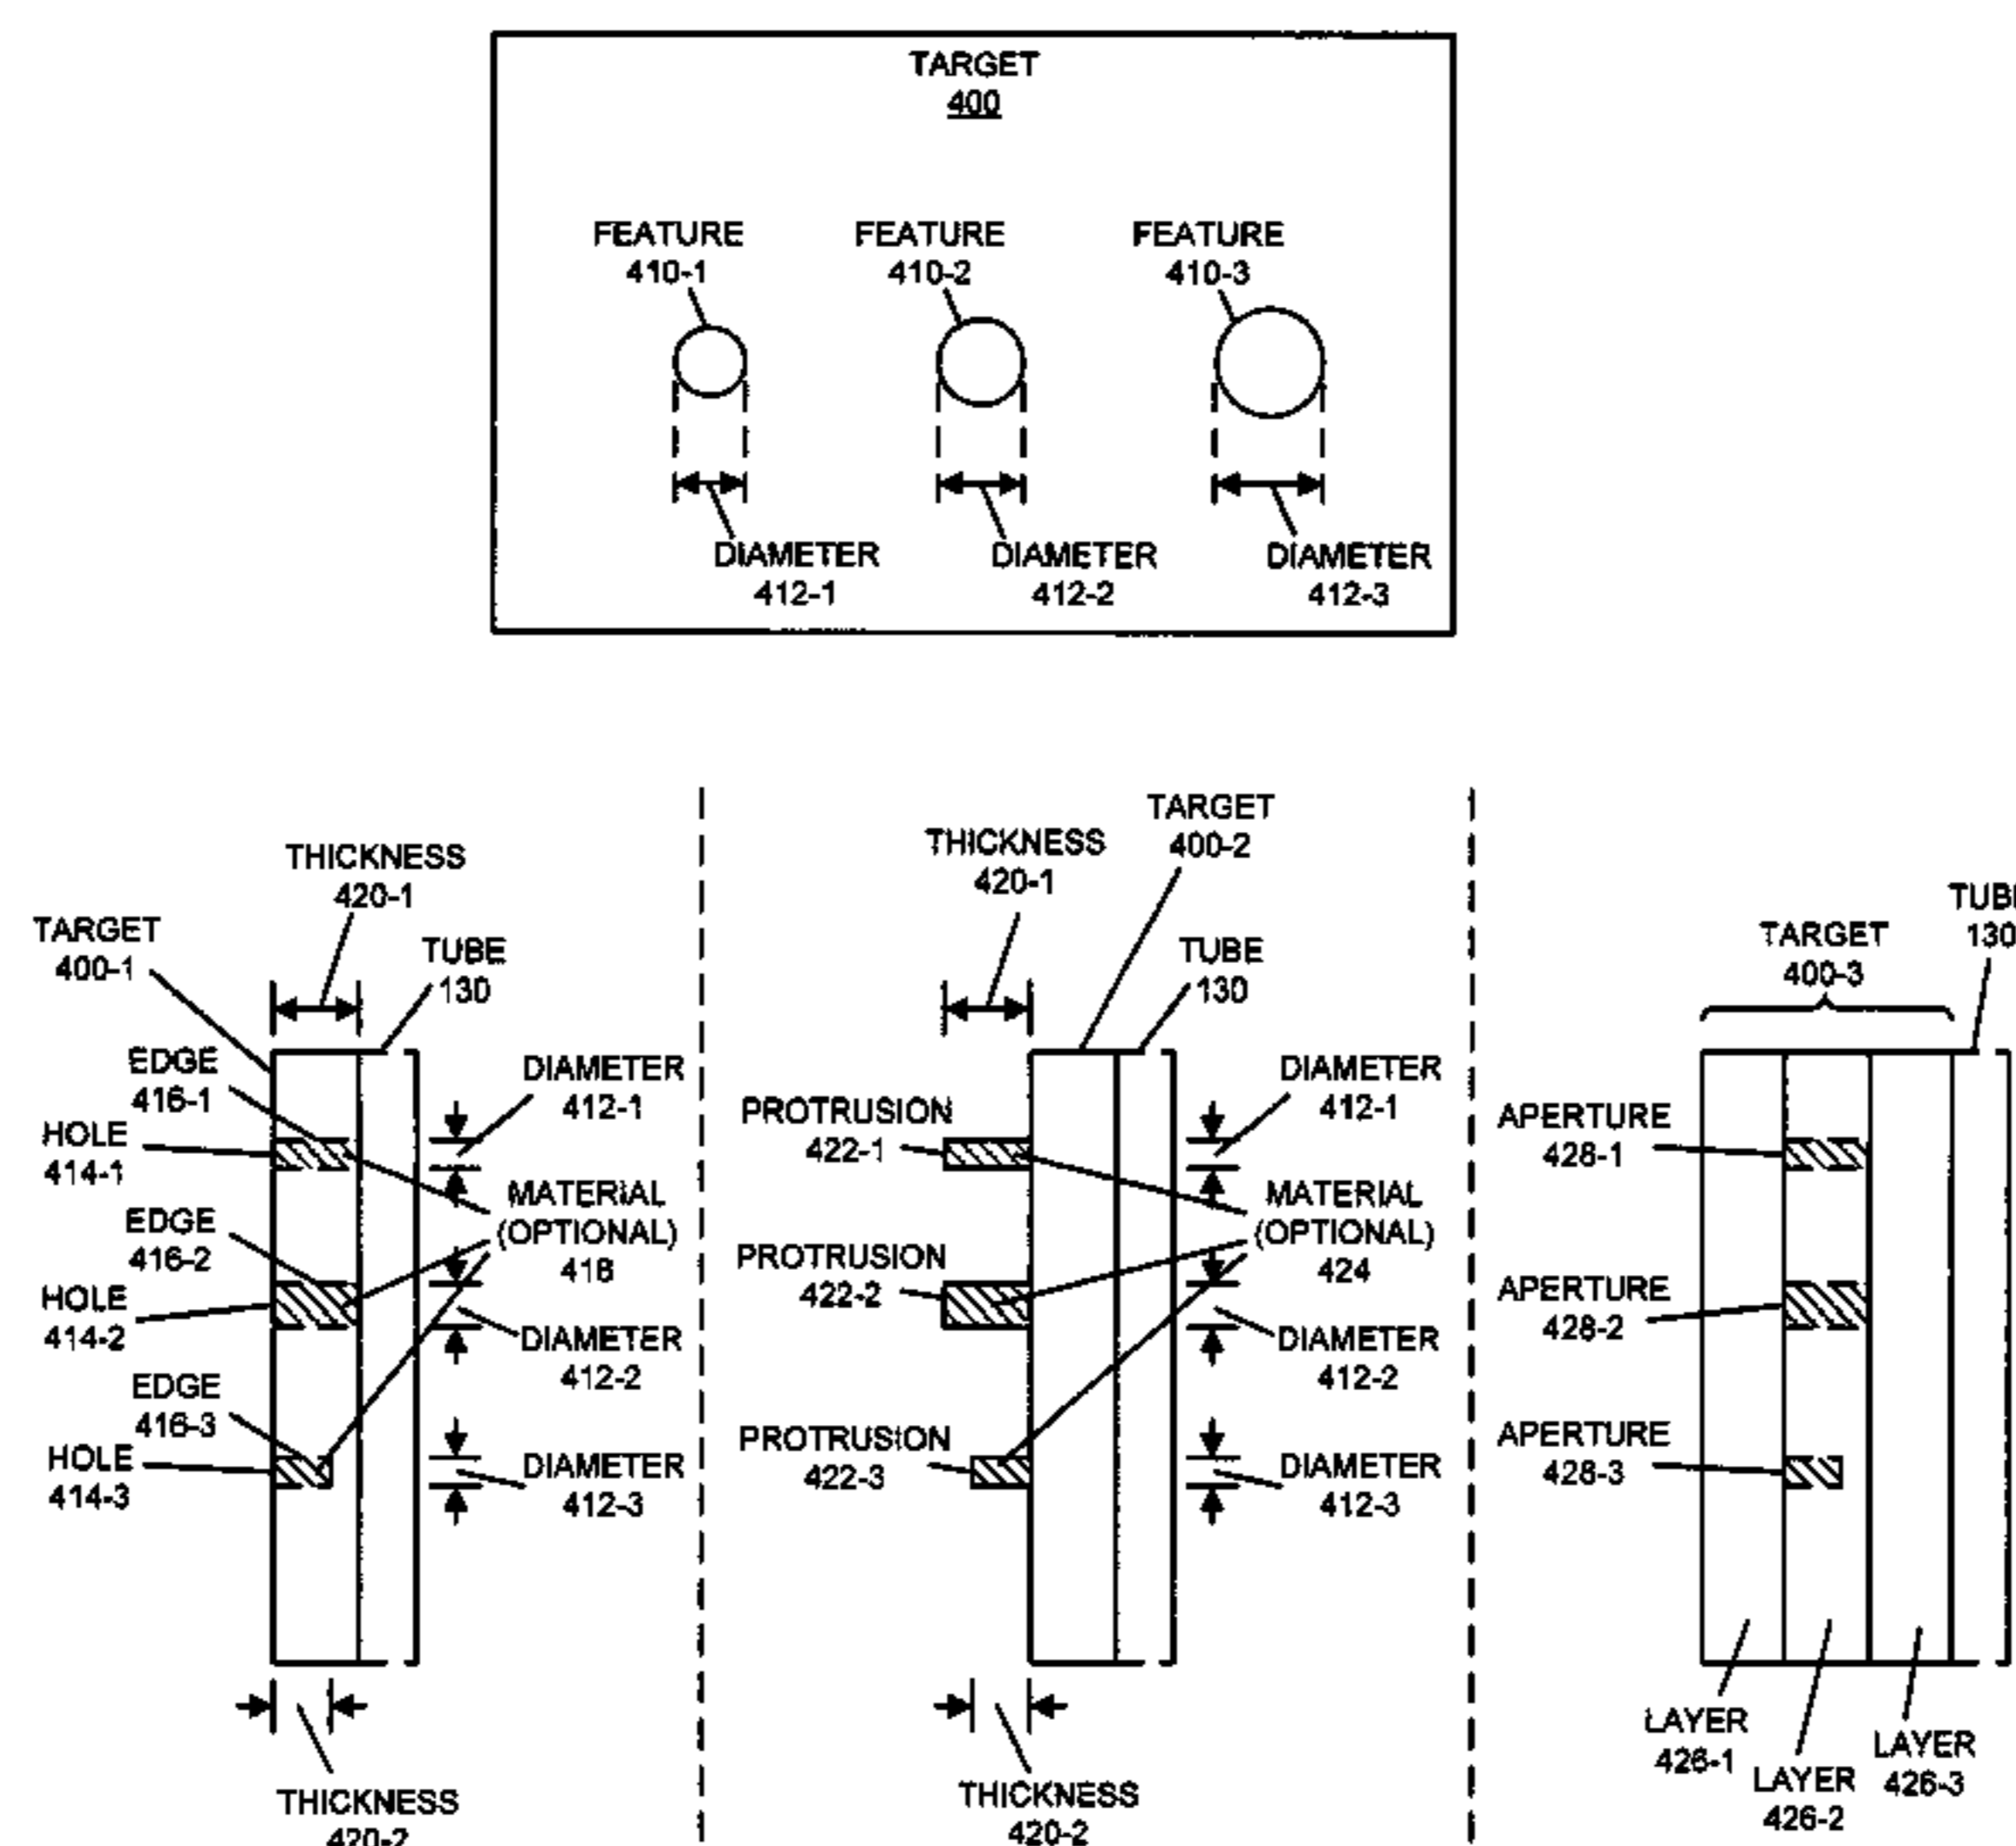 TARGET
400
FEATURE
410-1
FEATURE
410-2
FEATURE
410-3
DIAMETER
412-1
DIAMETER
412-2
DIAMETER
412-3
THICKNESS
420-1
TARGET
400-1
TUBE
130
EDGE
416-1
HOLE
414-1
EDGE
416-2
HOLE
414-2
EDGE
416-3
HOLE
414-3
DIAMETER
412-1
MATERIAL
(OPTIONAL)
418
DIAMETER
412-2
DIAMETER
412-3
THICKNESS
420-2
TARGET
400-2
THICKNESS
420-1
TUBE
130
PROTRUSION
422-1
PROTRUSION
422-2
PROTRUSION
422-3
DIAMETER
412-1
MATERIAL
(OPTIONAL)
424
DIAMETER
412-2
DIAMETER
412-3
THICKNESS
420-2
TARGET
400-3
TUBE
130
APERTURE
428-1
APERTURE
428-2
APERTURE
428-3
LAYER
426-1
LAYER
426-2
LAYER
426-3